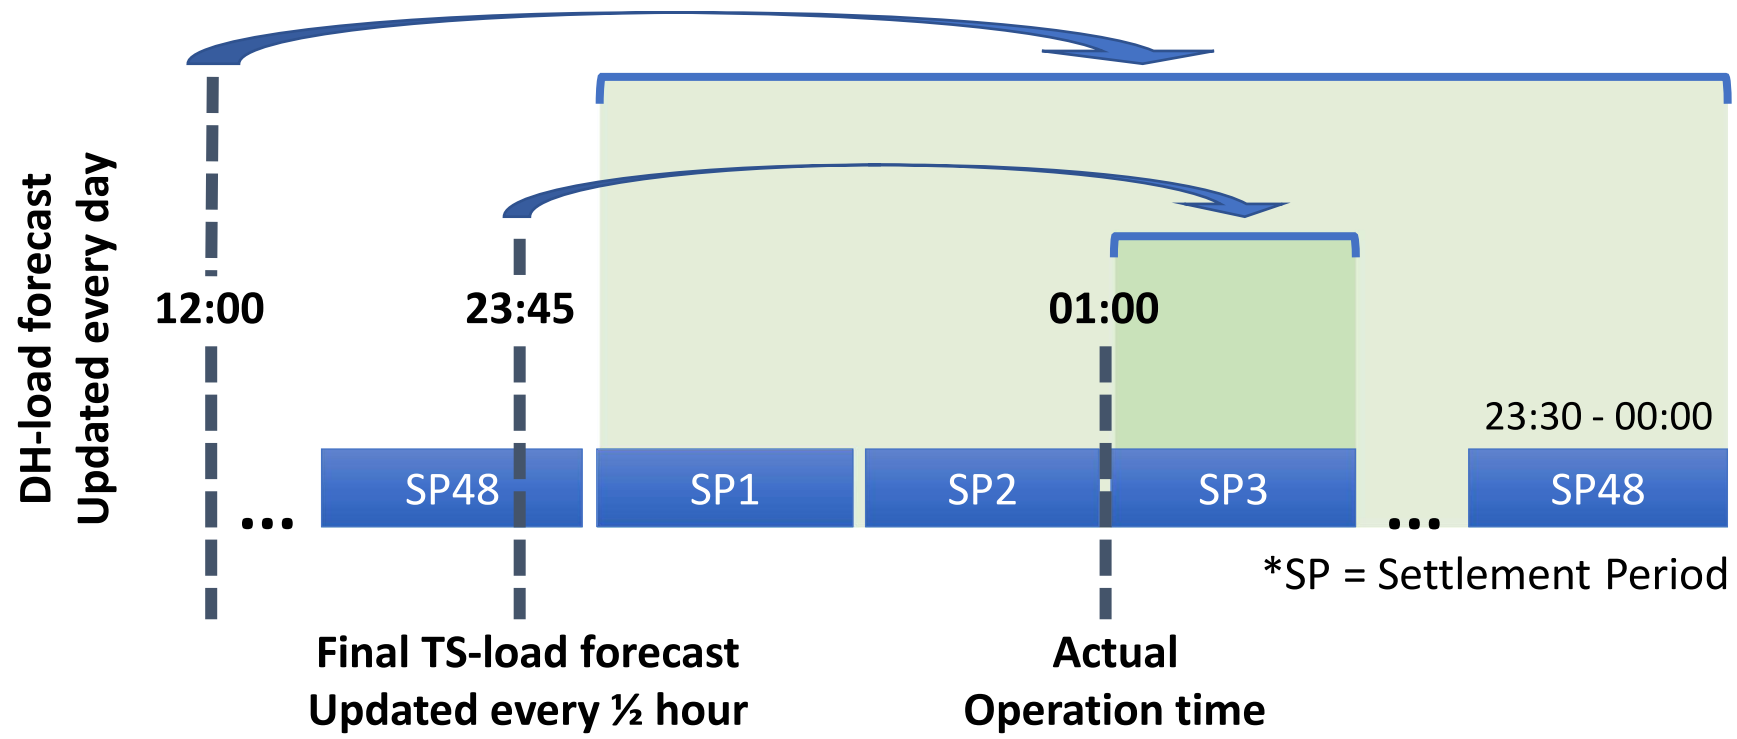 DH-load forecast
Updated every day
12:00
23:45
01:00
23:30 - 00:00
...
SP48
SP1
SP2
SP3
...
SP48
*SP = Settlement Period
Final TS-load forecast
Updated every ½ hour
Actual
Operation time